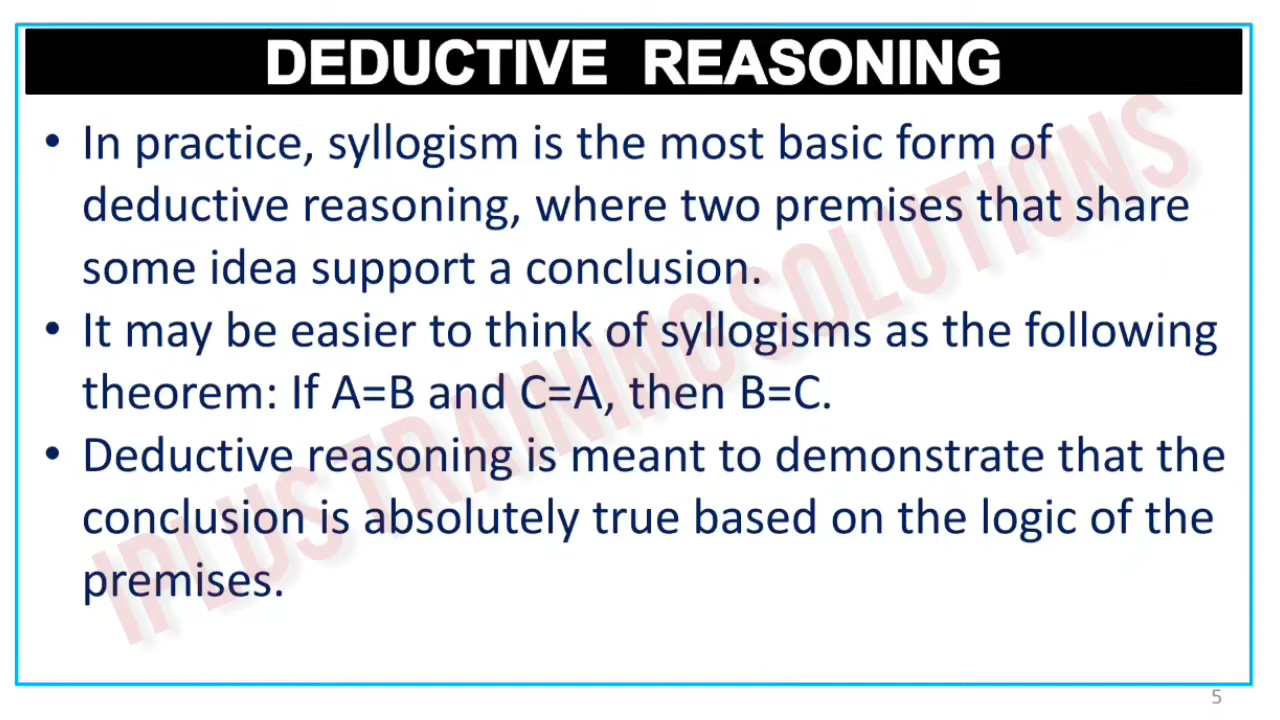 DEDUCTIVE REASONING
• In practice, syllogism is the most basic form of
deductive reasoning, where two premises that share
some idea support a conclusion.
• It may be easier to think of syllogisms as the following
theorem: If A=B and C=A, then B=C.
• Deductive reasoning is meant to demonstrate that the
conclusion is absolutely true based on the logic of the
premises.
IPLUS TRAINING SOLUTIONS
5